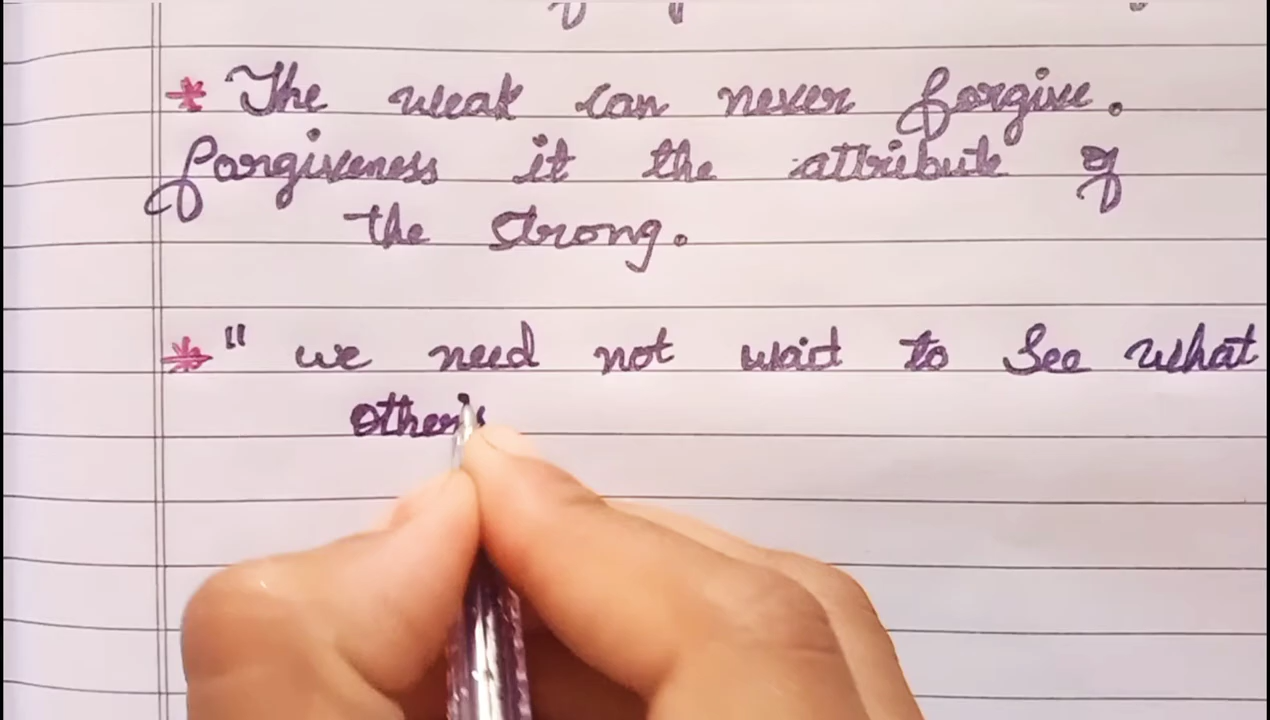 * The weak can never forgive.
Forgiveness it the attribute of
the strong.
* " we need not wait to See what
others